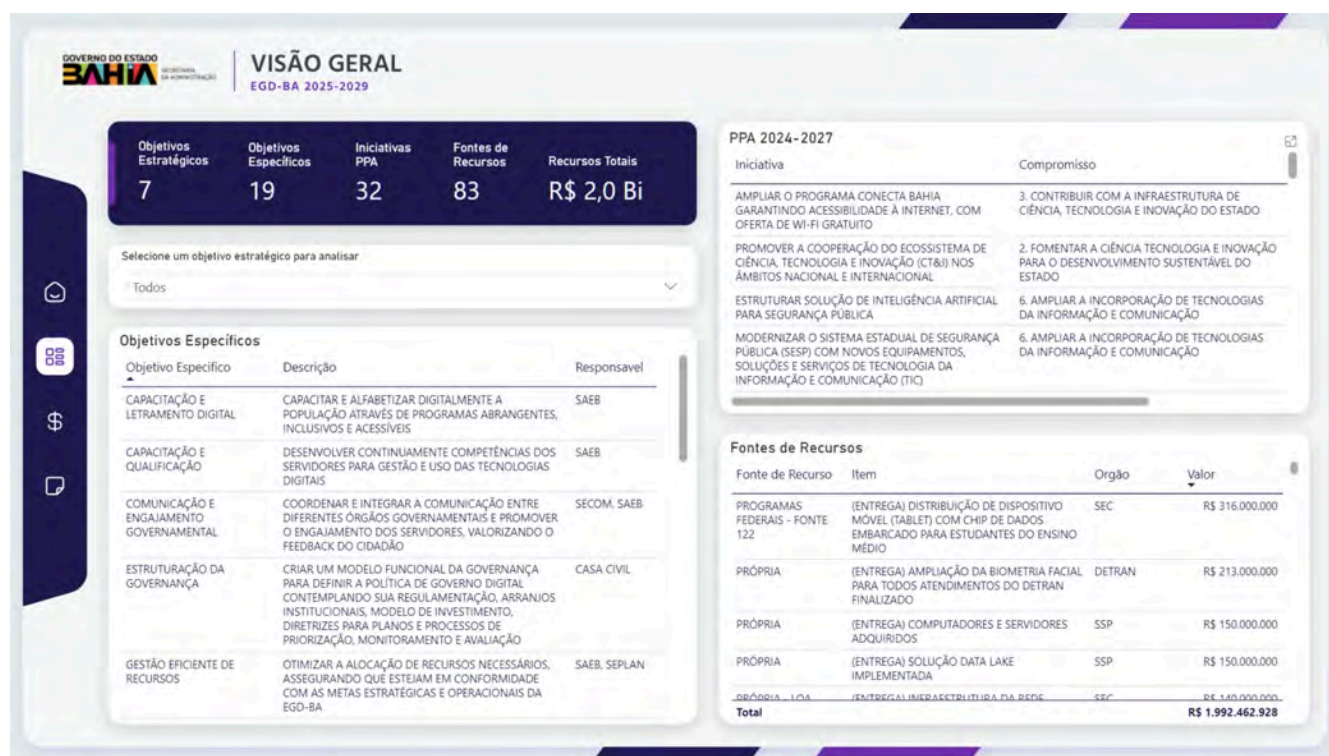 GOVERNO DO ESTADO
BAHIA
SECRETARIA
DA ADMINISTRAÇÃO
VISÃO GERAL
EGD-BA 2025-2029
Objetivos
Estratégicos
7
Objetivos
Específicos
19
Iniciativas
PPA
32
Fontes de
Recursos
83
Recursos Totais
R$ 2,0 Bi
Selecione um objetivo estratégico para analisar
Todos
Objetivos Específicos
Objetivo Especifico Descrição Responsavel
CAPACITAÇÃO E CAPACITAR E ALFABETIZAR DIGITALMENTE A SAEB
LETRAMENTO DIGITAL POPULAÇÃO ATRAVÉS DE PROGRAMAS ABRANGENTES,
INCLUSIVOS E ACESSÍVEIS
CAPACITAÇÃO E DESENVOLVER CONTINUAMENTE COMPETÊNCIAS DOS SAEB
QUALIFICAÇÃO SERVIDORES PARA GESTÃO E USO DAS TECNOLOGIAS
DIGITAIS
COMUNICAÇÃO E COORDENAR E INTEGRAR A COMUNICAÇÃO ENTRE SECOM, SAEB
ENGAJAMENTO DIFERENTES ÓRGÃOS GOVERNAMENTAIS E PROMOVER
GOVERNAMENTAL O ENGAJAMENTO DOS SERVIDORES, VALORIZANDO O
FEEDBACK DO CIDADÃO
ESTRUTURAÇÃO DA CRIAR UM MODELO FUNCIONAL DA GOVERNANÇA CASA CIVIL
GOVERNANÇA PARA DEFINIR A POLÍTICA DE GOVERNO DIGITAL
CONTEMPLANDO SUA REGULAMENTAÇÃO, ARRANJOS
INSTITUCIONAIS, MODELO DE INVESTIMENTO,
DIRETRIZES PARA PLANOS E PROCESSOS DE
PRIORIZAÇÃO, MONITORAMENTO E AVALIAÇÃO
GESTÃO EFICIENTE DE OTIMIZAR A ALOCAÇÃO DE RECURSOS NECESSÁRIOS, SAEB, SEPLAN
RECURSOS ASSEGURANDO QUE ESTEJAM EM CONFORMIDADE
COM AS METAS ESTRATÉGICAS E OPERACIONAIS DA
EGD-BA
PPA 2024-2027
Iniciativa Compromisso
AMPLIAR O PROGRAMA CONECTA BAHIA 3. CONTRIBUIR COM A INFRAESTRUTURA DE
GARANTINDO ACESSIBILIDADE À INTERNET, COM CIÊNCIA, TECNOLOGIA E INOVAÇÃO DO ESTADO
OFERTA DE WI-FI GRATUITO
PROMOVER A COOPERAÇÃO DO ECOSSISTEMA DE 2. FOMENTAR A CIÊNCIA TECNOLOGIA E INOVAÇÃO
CIÊNCIA, TECNOLOGIA E INOVAÇÃO (CT&I) NOS PARA O DESENVOLVIMENTO SUSTENTÁVEL DO
ÂMBITOS NACIONAL E INTERNACIONAL ESTADO
ESTRUTURAR SOLUÇÃO DE INTELIGÊNCIA ARTIFICIAL 6. AMPLIAR A INCORPORAÇÃO DE TECNOLOGIAS
PARA SEGURANÇA PÚBLICA DA INFORMAÇÃO E COMUNICAÇÃO
MODERNIZAR O SISTEMA ESTADUAL DE SEGURANÇA 6. AMPLIAR A INCORPORAÇÃO DE TECNOLOGIAS
PÚBLICA (SESP) COM NOVOS EQUIPAMENTOS, DA INFORMAÇÃO E COMUNICAÇÃO
SOLUÇÕES E SERVIÇOS DE TECNOLOGIA DA
INFORMAÇÃO E COMUNICAÇÃO (TIC)
Fontes de Recursos
Fonte de Recurso Item Orgão Valor
PROGRAMAS (ENTREGA) DISTRIBUIÇÃO DE DISPOSITIVO SEC R$ 316.000.000
FEDERAIS - FONTE MÓVEL (TABLET) COM CHIP DE DADOS
122 EMBARCADO PARA ESTUDANTES DO ENSINO
MÉDIO
PRÓPRIA (ENTREGA) AMPLIAÇÃO DA BIOMETRIA FACIAL DETRAN R$ 213.000.000
PARA TODOS ATENDIMENTOS DO DETRAN
FINALIZADO
PRÓPRIA (ENTREGA) COMPUTADORES E SERVIDORES SSP R$ 150.000.000
ADQUIRIDOS
PRÓPRIA (ENTREGA) SOLUÇÃO DATA LAKE SSP R$ 150.000.000
IMPLEMENTADA
PRÓPRIA - LOA (ENTREGA) INFRAESTRUTURA DA REDE SEC R$ 140.000.000
Total R$ 1.992.462.928